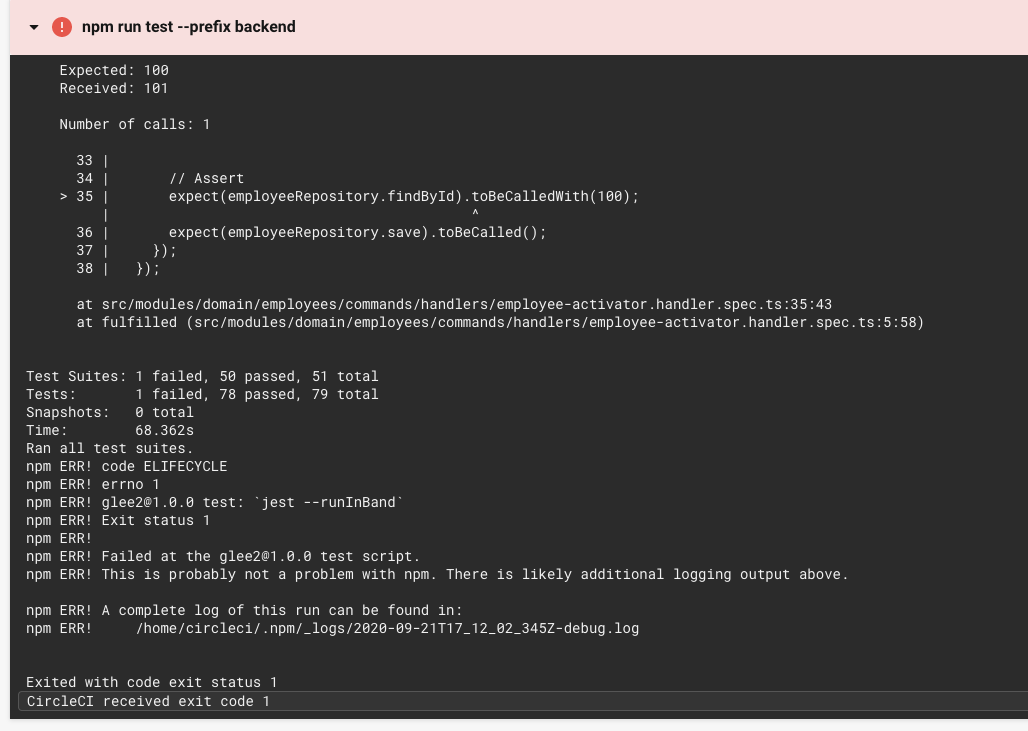 npm run test --prefix backend
Expected: 100
Received: 101
Number of calls: 1
33 |
34 |       // Assert
> 35 |       expect(employeeRepository.findById).toBeCalledWith(100);
|                                            ^
36 |       expect(employeeRepository.save).toBeCalled();
37 |     });
38 |   });
at src/modules/domain/employees/commands/handlers/employee-activator.handler.spec.ts:35:43
at fulfilled (src/modules/domain/employees/commands/handlers/employee-activator.handler.spec.ts:5:58)
Test Suites: 1 failed, 50 passed, 51 total
Tests:       1 failed, 78 passed, 79 total
Snapshots:   0 total
Time:        68.362s
Ran all test suites.
npm ERR! code ELIFECYCLE
npm ERR! errno 1
npm ERR! glee2@1.0.0 test: `jest --runInBand`
npm ERR! Exit status 1
npm ERR!
npm ERR! Failed at the glee2@1.0.0 test script.
npm ERR! This is probably not a problem with npm. There is likely additional logging output above.
npm ERR! A complete log of this run can be found in:
npm ERR!     /home/circleci/.npm/_logs/2020-09-21T17_12_02_345Z-debug.log
Exited with code exit status 1
CircleCI received exit code 1